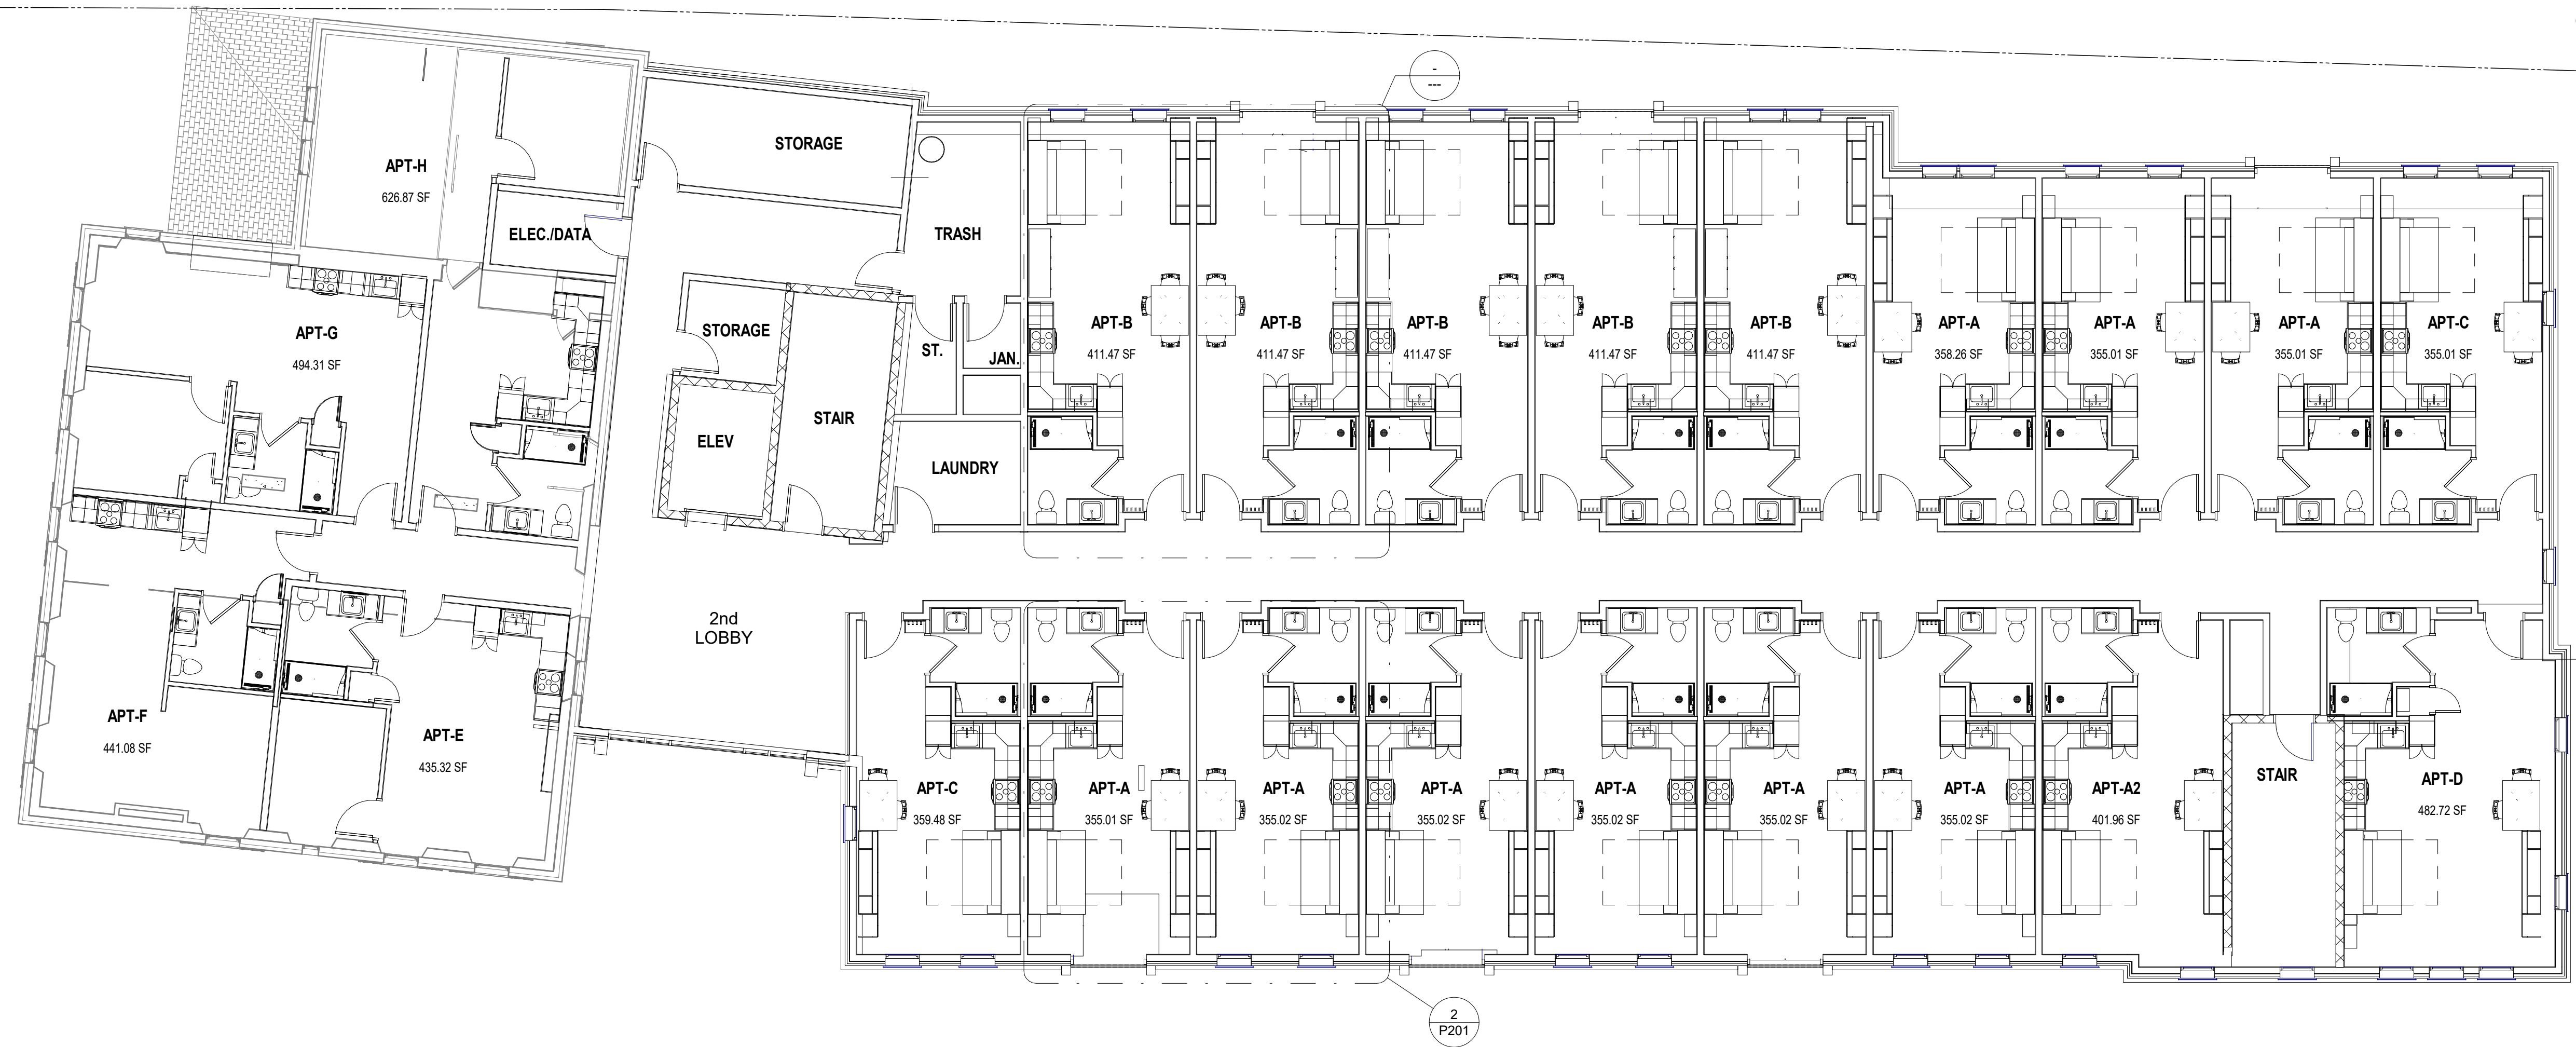 -
---
STORAGE
APT-H
626.87 SF
ELEC./DATA
TRASH
APT-G
494.31 SF
STORAGE
ST.
JAN.
APT-B
411.47 SF
APT-B
411.47 SF
APT-B
411.47 SF
APT-B
411.47 SF
APT-B
411.47 SF
APT-A
358.26 SF
APT-A
355.01 SF
APT-A
355.01 SF
APT-C
355.01 SF
ELEV
STAIR
LAUNDRY
2nd
LOBBY
APT-F
441.08 SF
APT-E
435.32 SF
APT-C
359.48 SF
APT-A
355.01 SF
APT-A
355.02 SF
APT-A
355.02 SF
APT-A
355.02 SF
APT-A
355.02 SF
APT-A
355.02 SF
APT-A2
401.96 SF
STAIR
APT-D
482.72 SF
2
P201